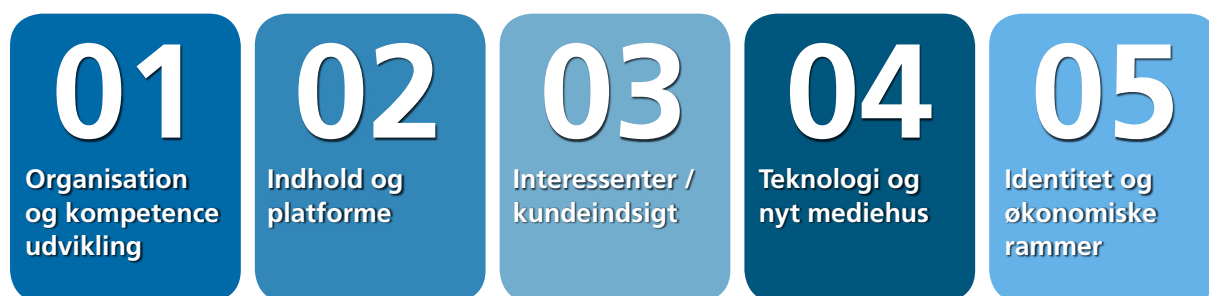 01
Organisation
og kompetence
udvikling
02
Indhold og
platforme
03
Interessenter /
kundeindsigt
04
Teknologi og
nyt mediehus
05
Identitet og
økonomiske
rammer